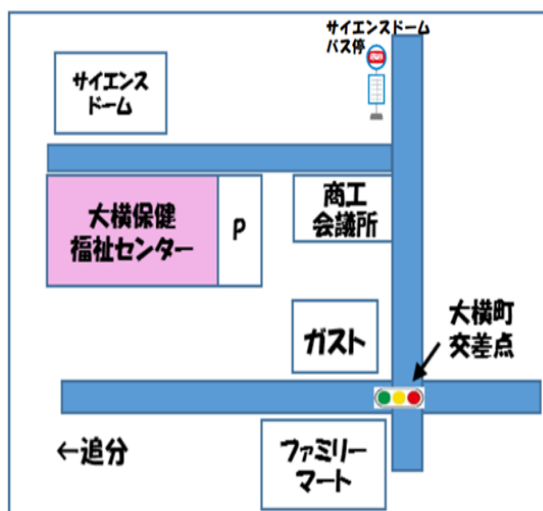 サイエンスドーム
バス停
サイエンス
ドーム
大横保健
福祉センター
P
商工
会議所
ガスト
大横町
交差点
←追分
ファミリー
マート